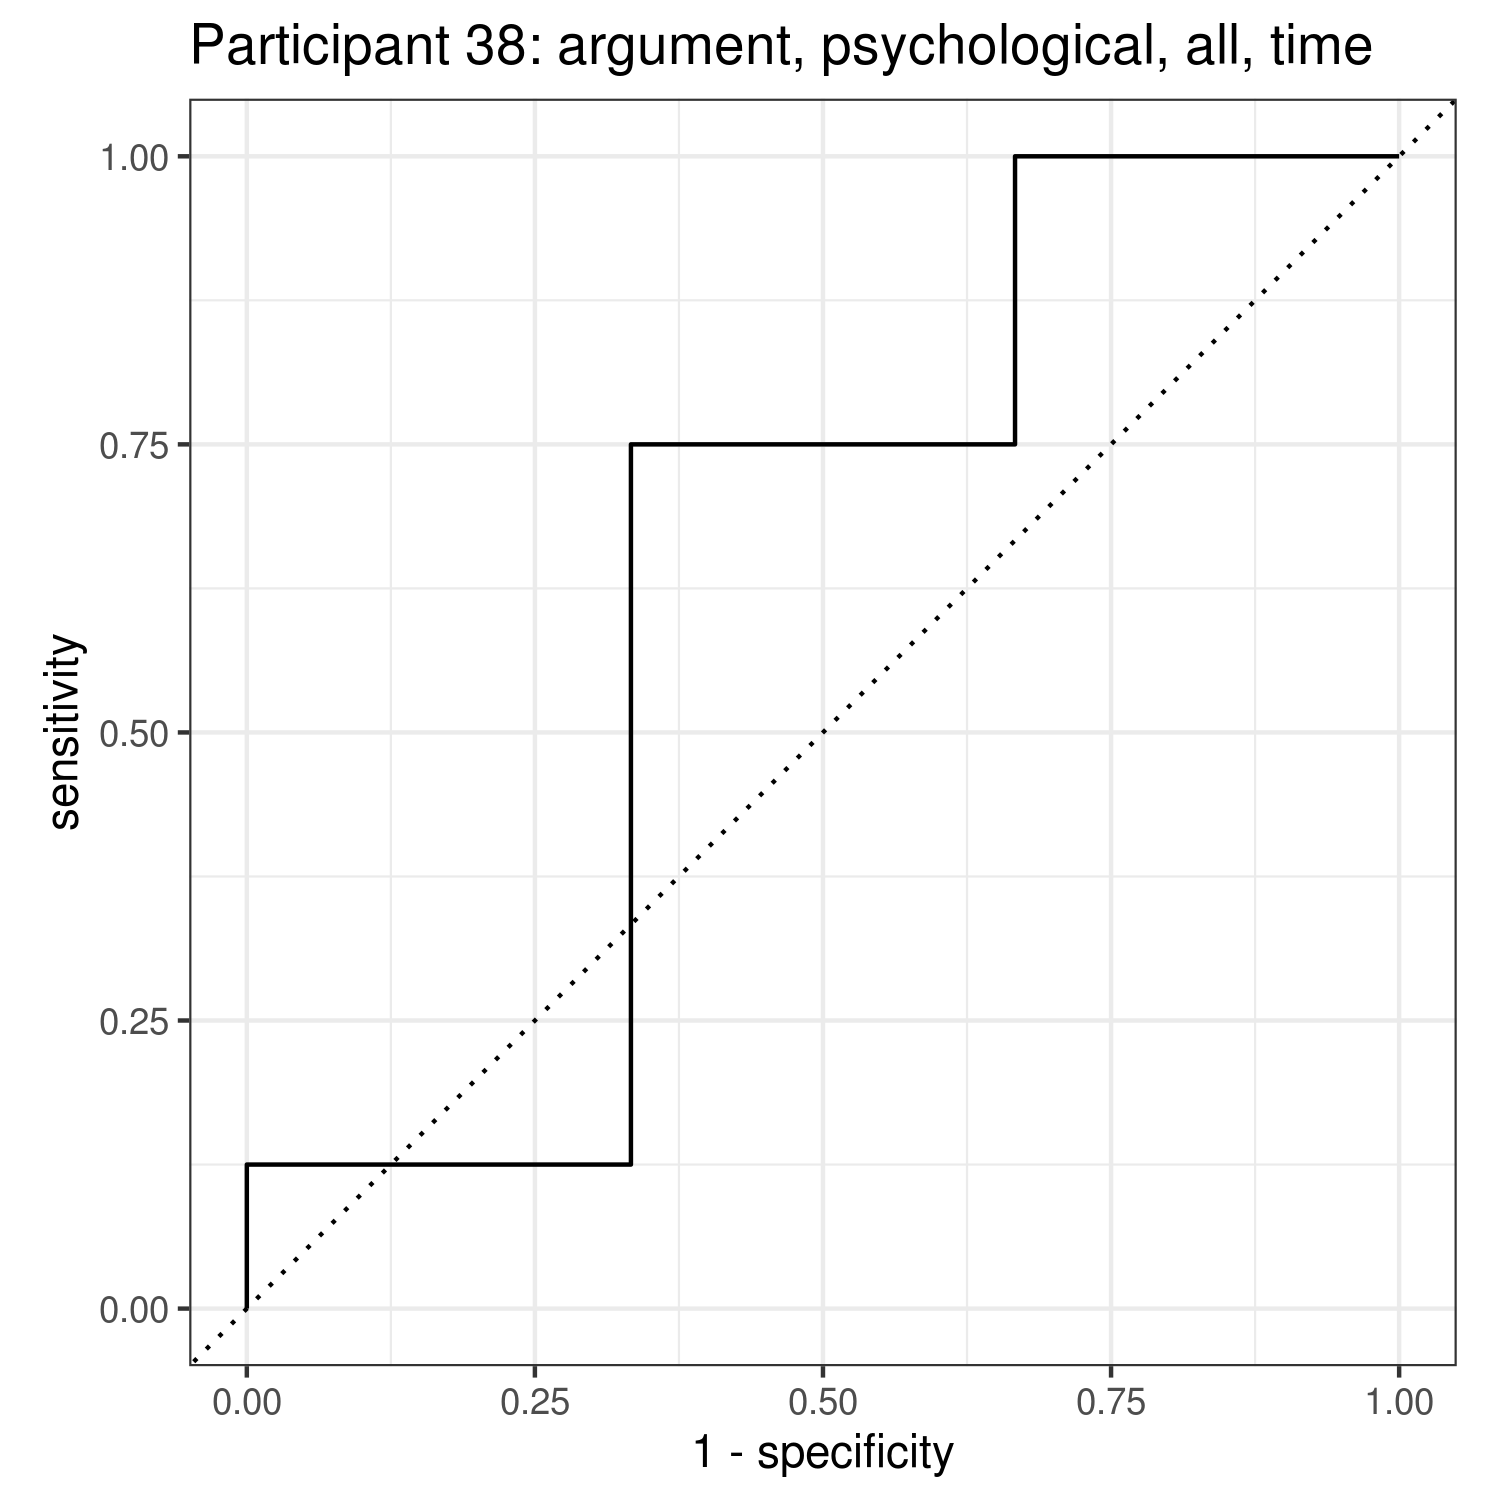 Participant 38: argument, psychological, all, time
1.00
0.75
0.50
0.25
0.00
sensitivity
0.00 0.25 0.50 0.75 1.00
1 - specificity